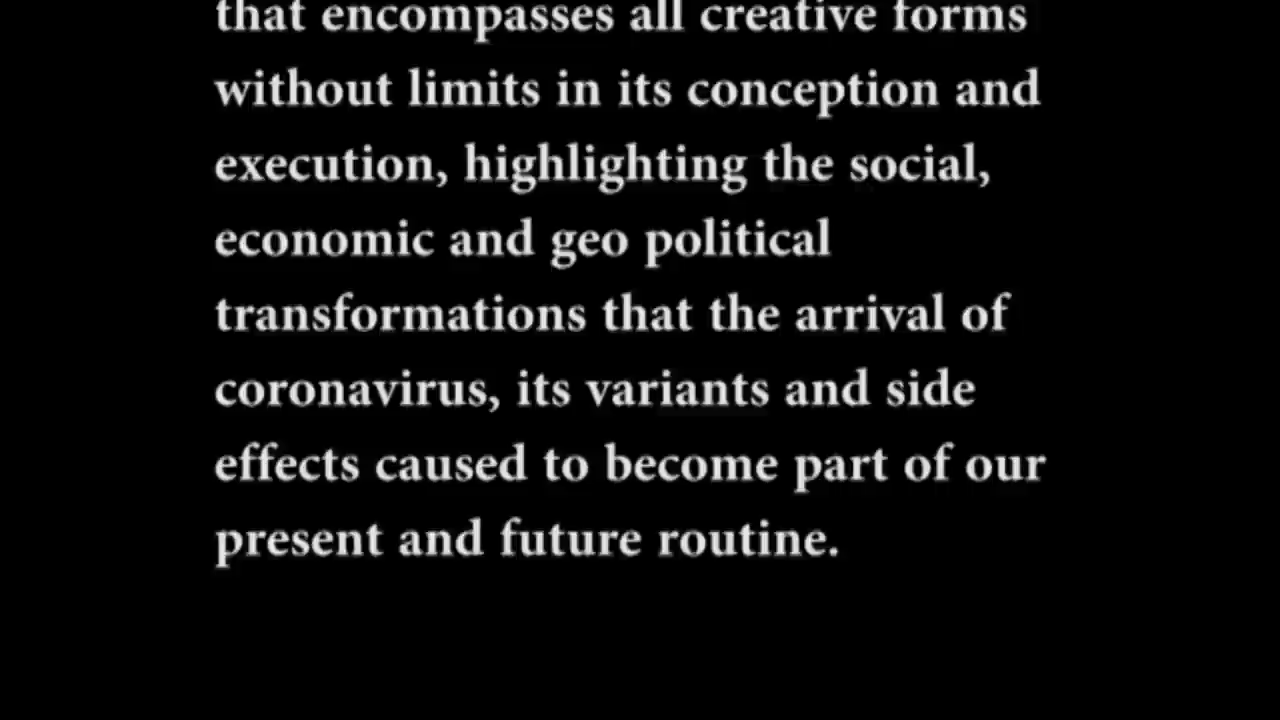 that encompasses all creative forms
without limits in its conception and
execution, highlighting the social,
economic and geo political
transformations that the arrival of
coronavirus, its variants and side
effects caused to become part of our
present and future routine.